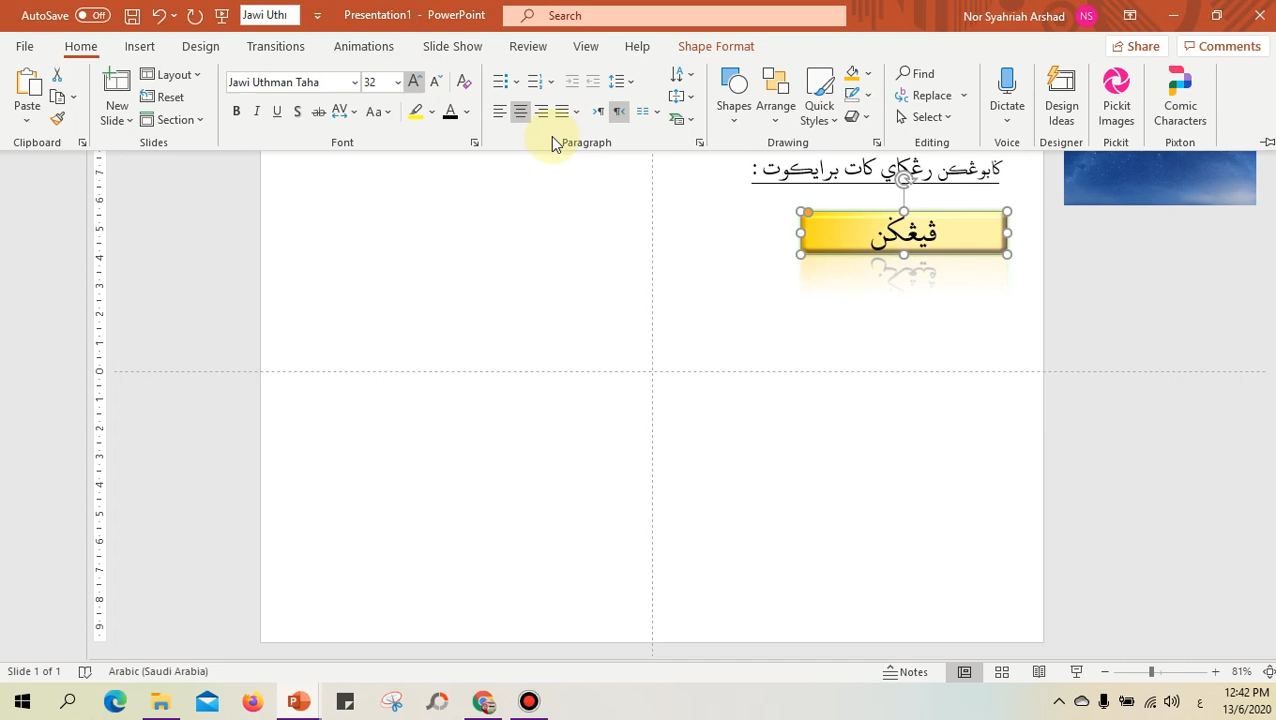 AutoSave Off Jawi Uth Presentation1 - PowerPoint Search Nor Syahriah Arshad NS
File Home Insert Design Transitions Animations Slide Show Review View Help Shape Format Share Comments
Paste New Slide Layout Reset Section Jawi Uthman Taha 32 Shapes Arrange Quick Styles Find Replace Select Dictate Design Ideas Pickit Images Comic Characters
Clipboard Slides Font Paragraph Drawing Editing Voice Designer Pickit Pixton
ݢابوڠکن رڠکاي کات برايکوت :
ڤيڠݢن
Slide 1 of 1 Arabic (Saudi Arabia) Notes 81%
12:42 PM
13/6/2020